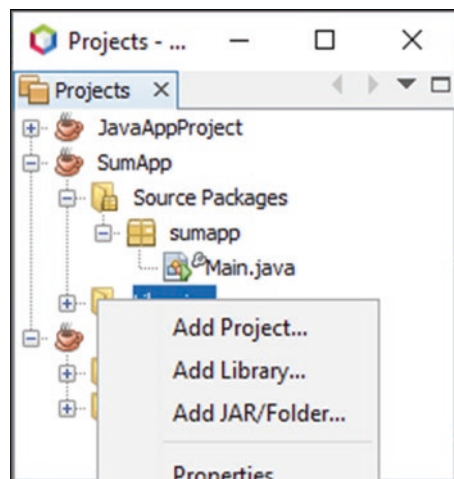 Projects - ...
Projects
JavaAppProject
SumApp
Source Packages
sumapp
Main.java
Add Project...
Add Library...
Add JAR/Folder...
Properties